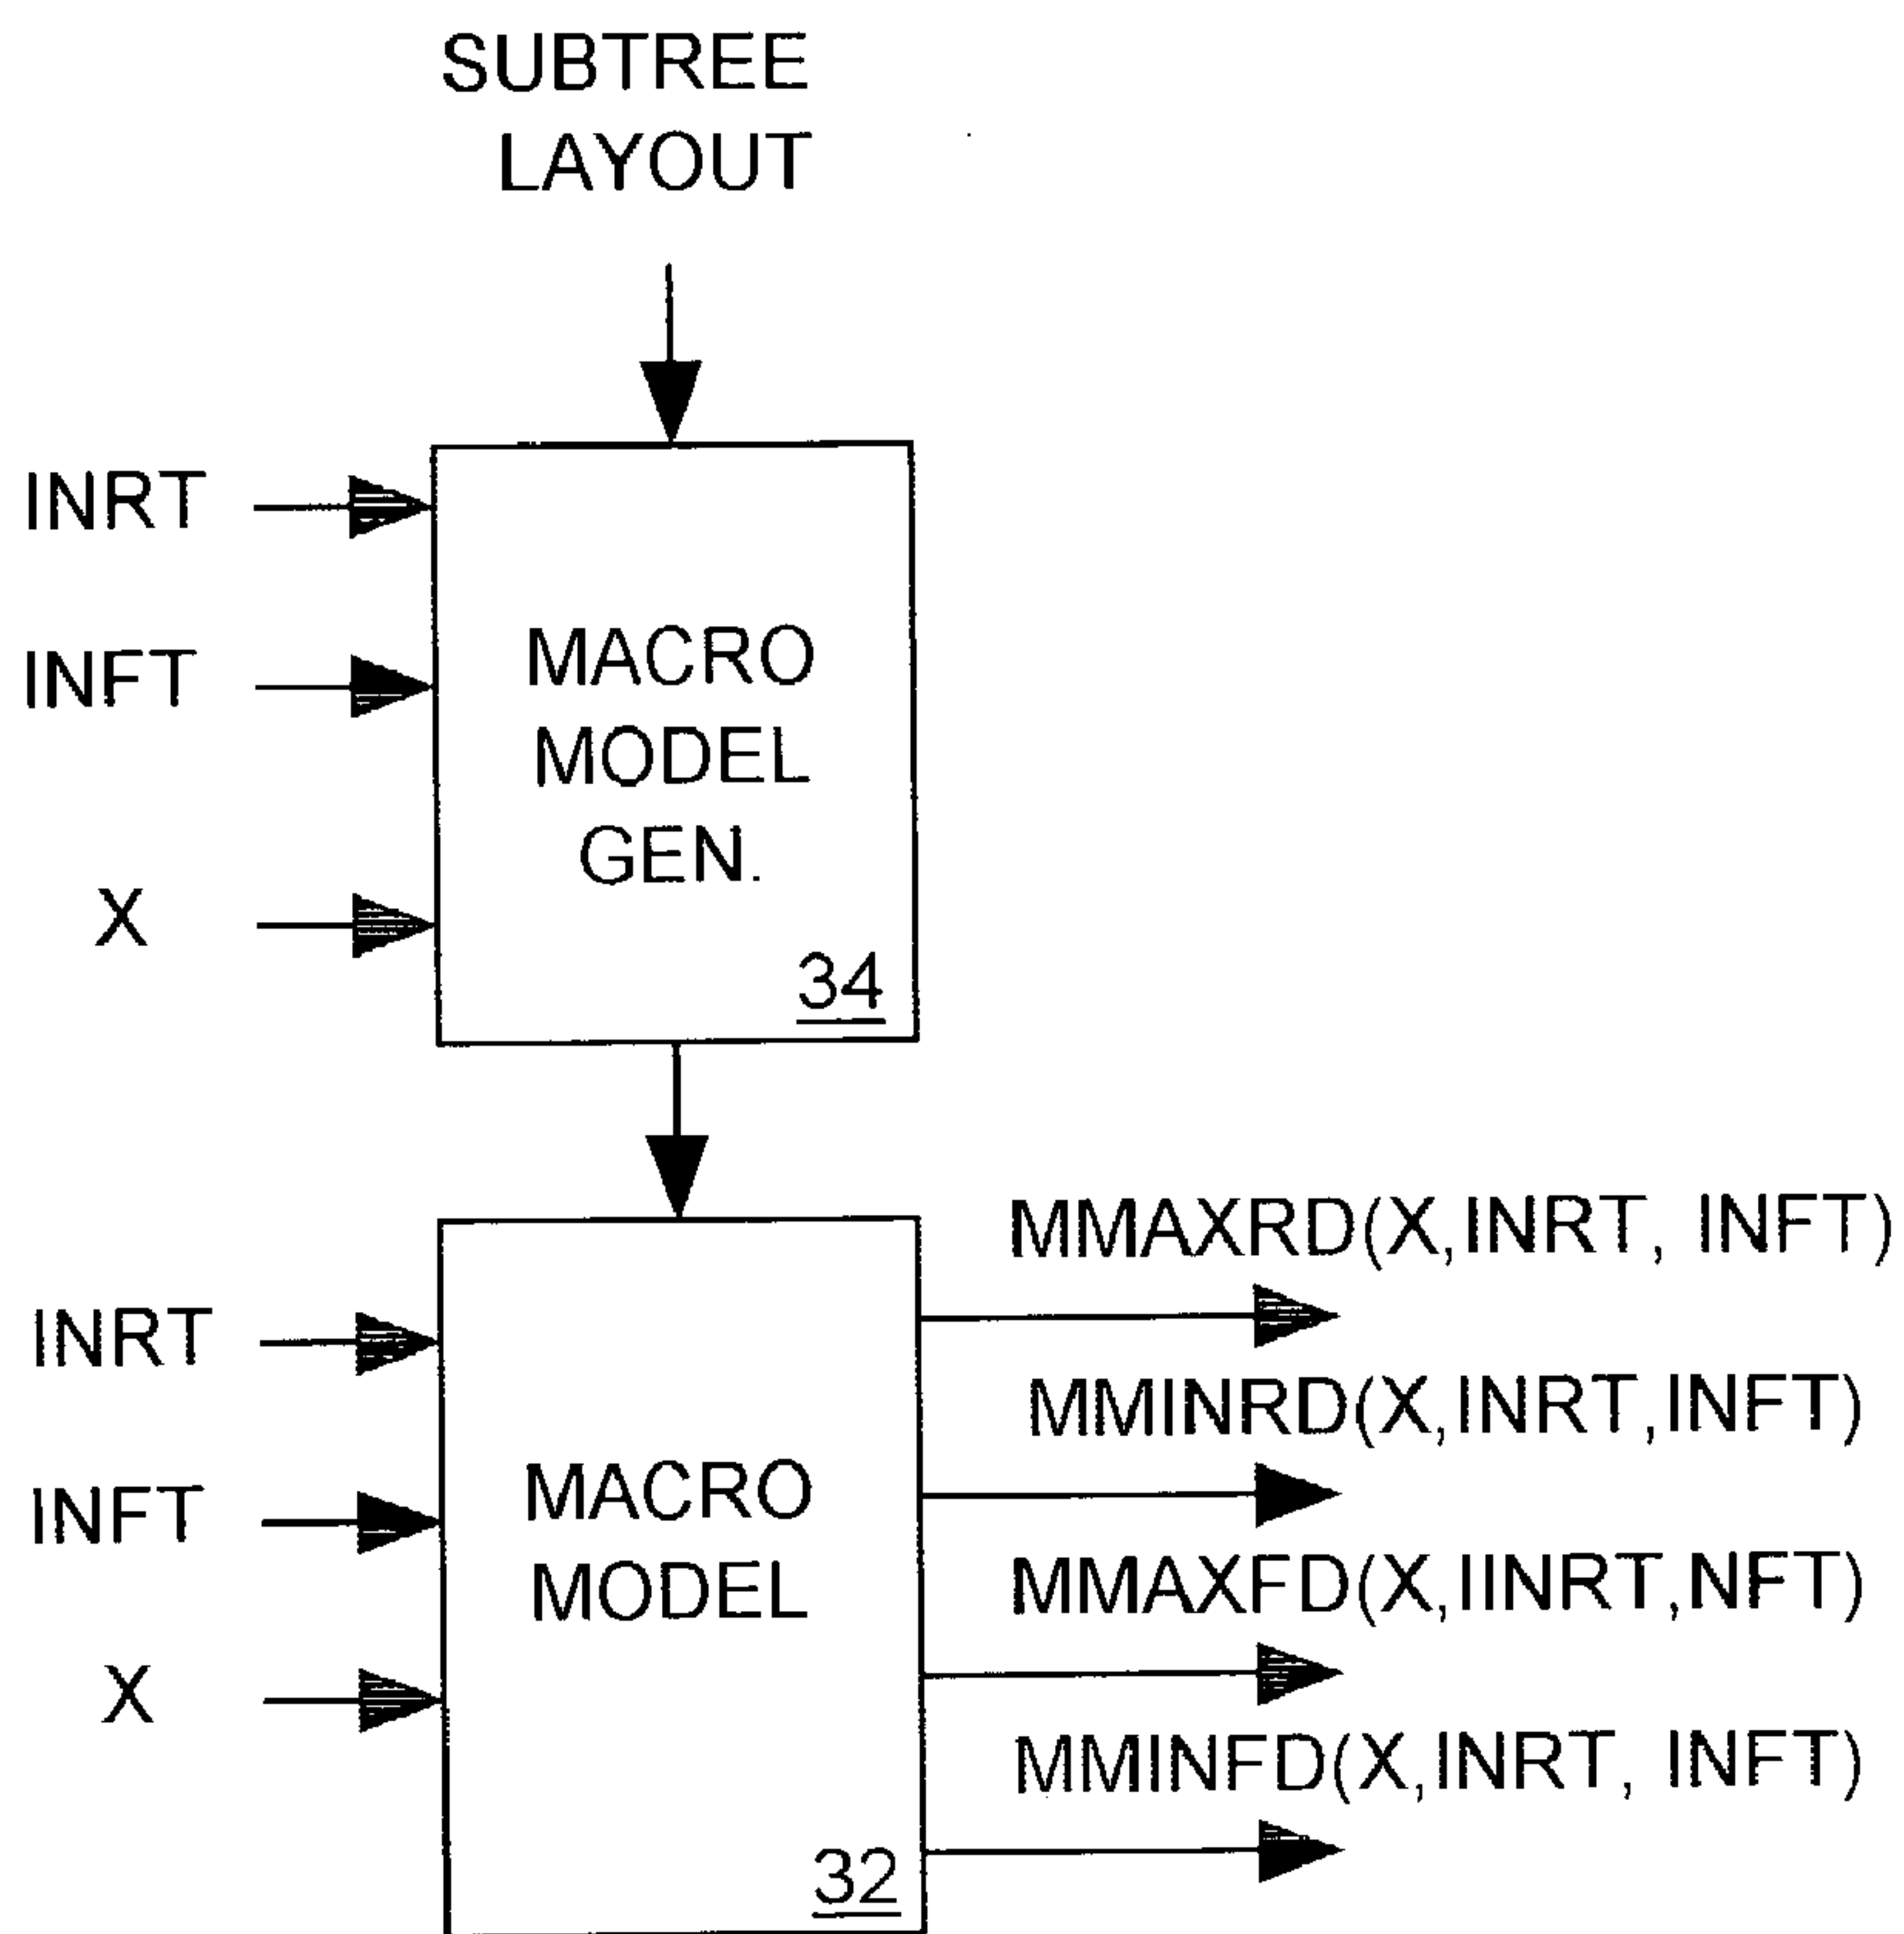 SUBTREE
LAYOUT
INRT
INFT
X
MACRO
MODEL
GEN.
34
INRT
INFT
X
MACRO
MODEL
32
MMAXRD(X,INRT, INFT)
MMINRD(X,INRT,INFT)
MMAXFD(X,IINRT,NFT)
MMINFD(X,INRT, INFT)